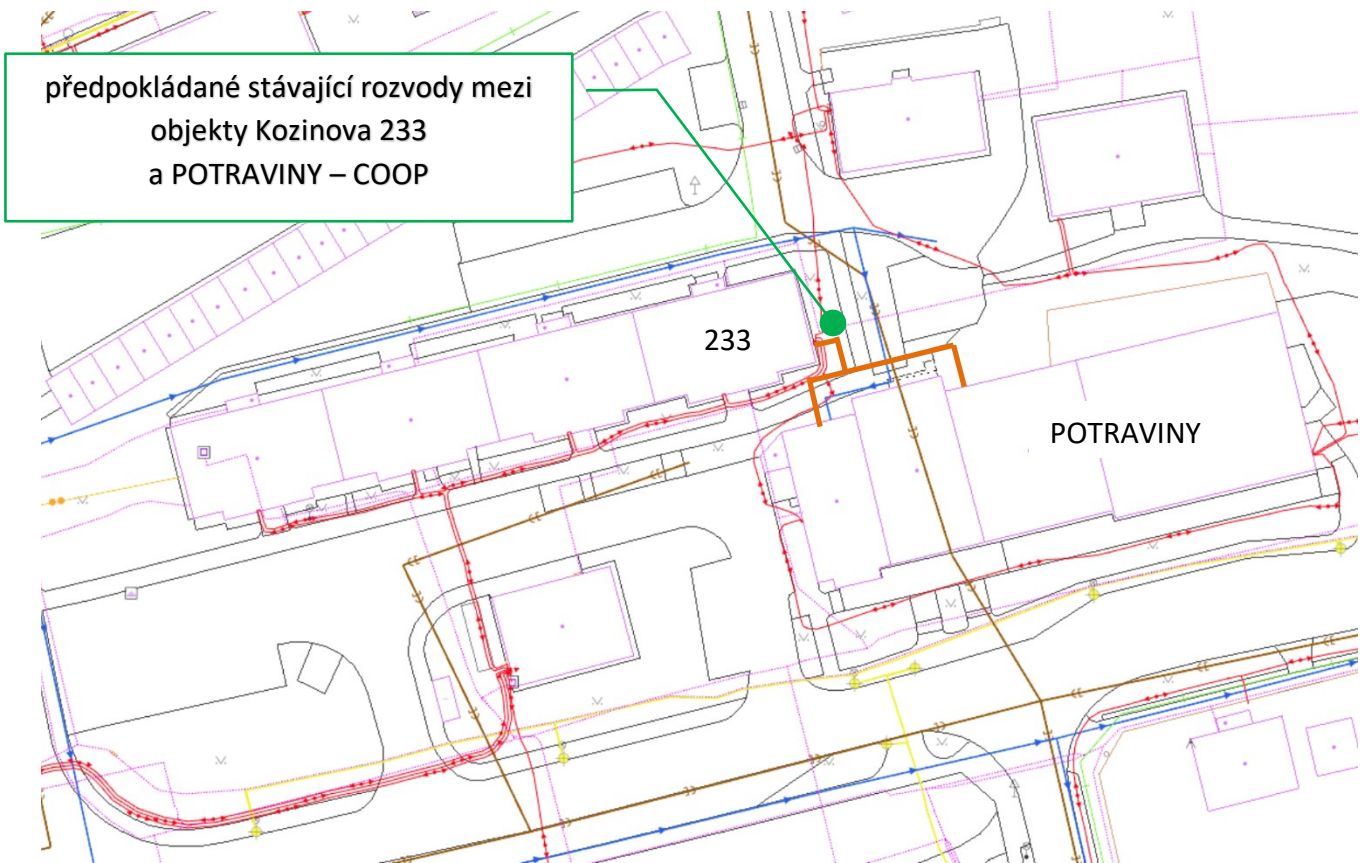 předpokládané stávající rozvody mezi
objekty Kozinova 233
a POTRAVINY – COOP
233
POTRAVINY